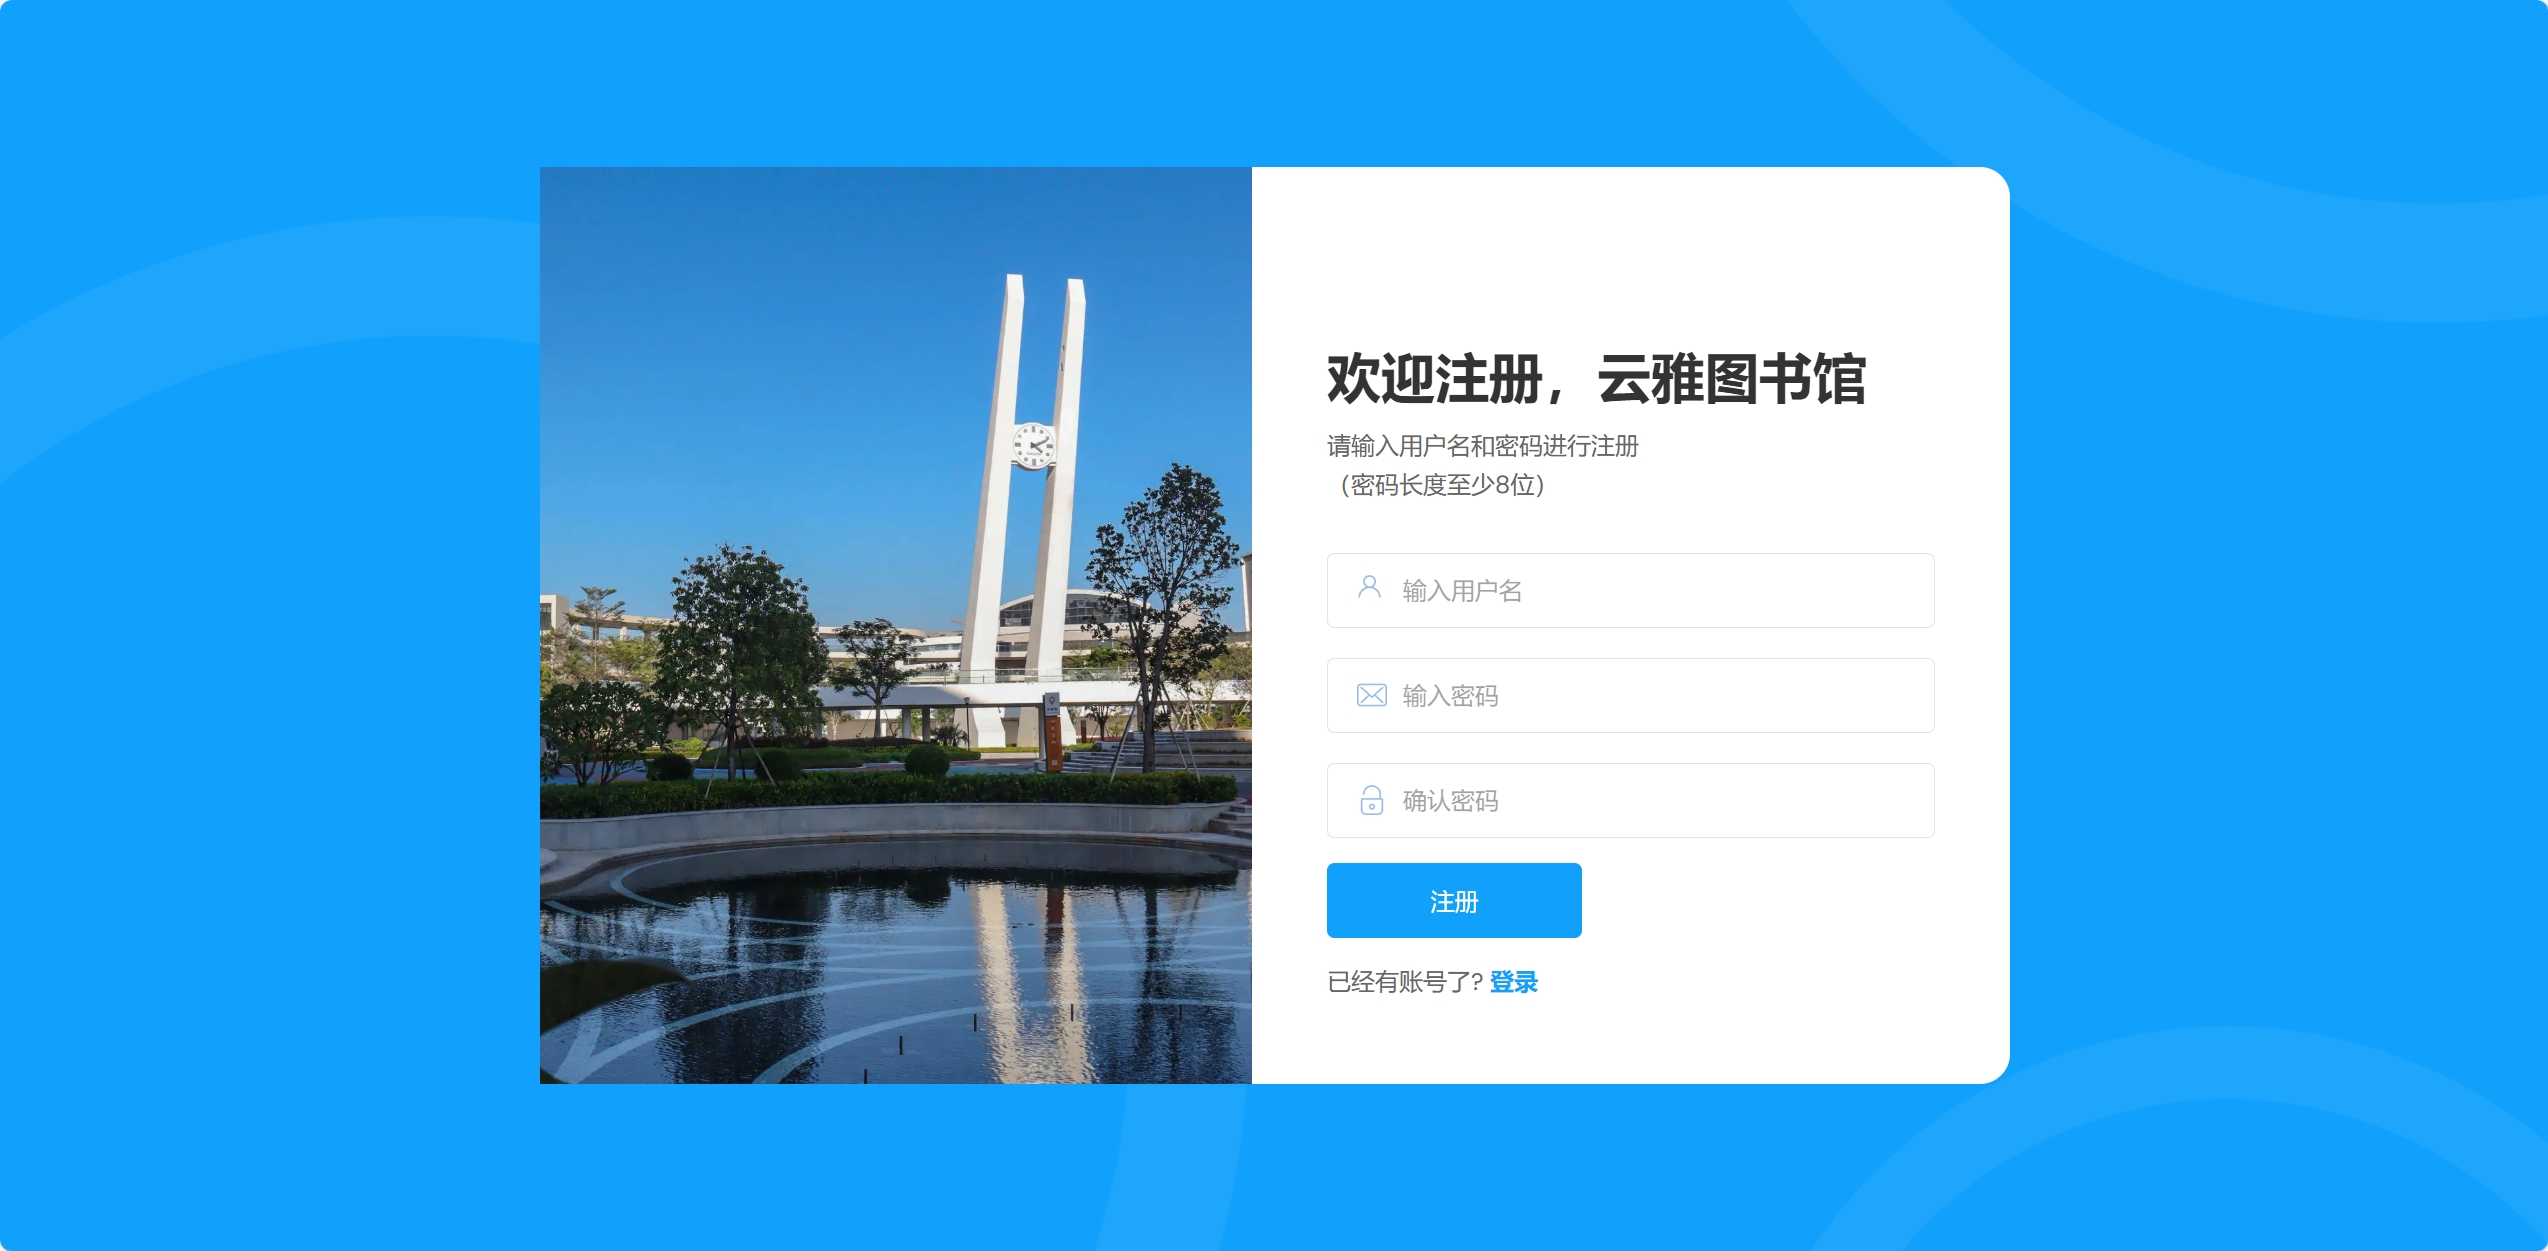 欢迎注册，云雅图书馆
请输入用户名和密码进行注册
（密码长度至少8位）
输入用户名
输入密码
确认密码
注册
已经有账号了? 登录